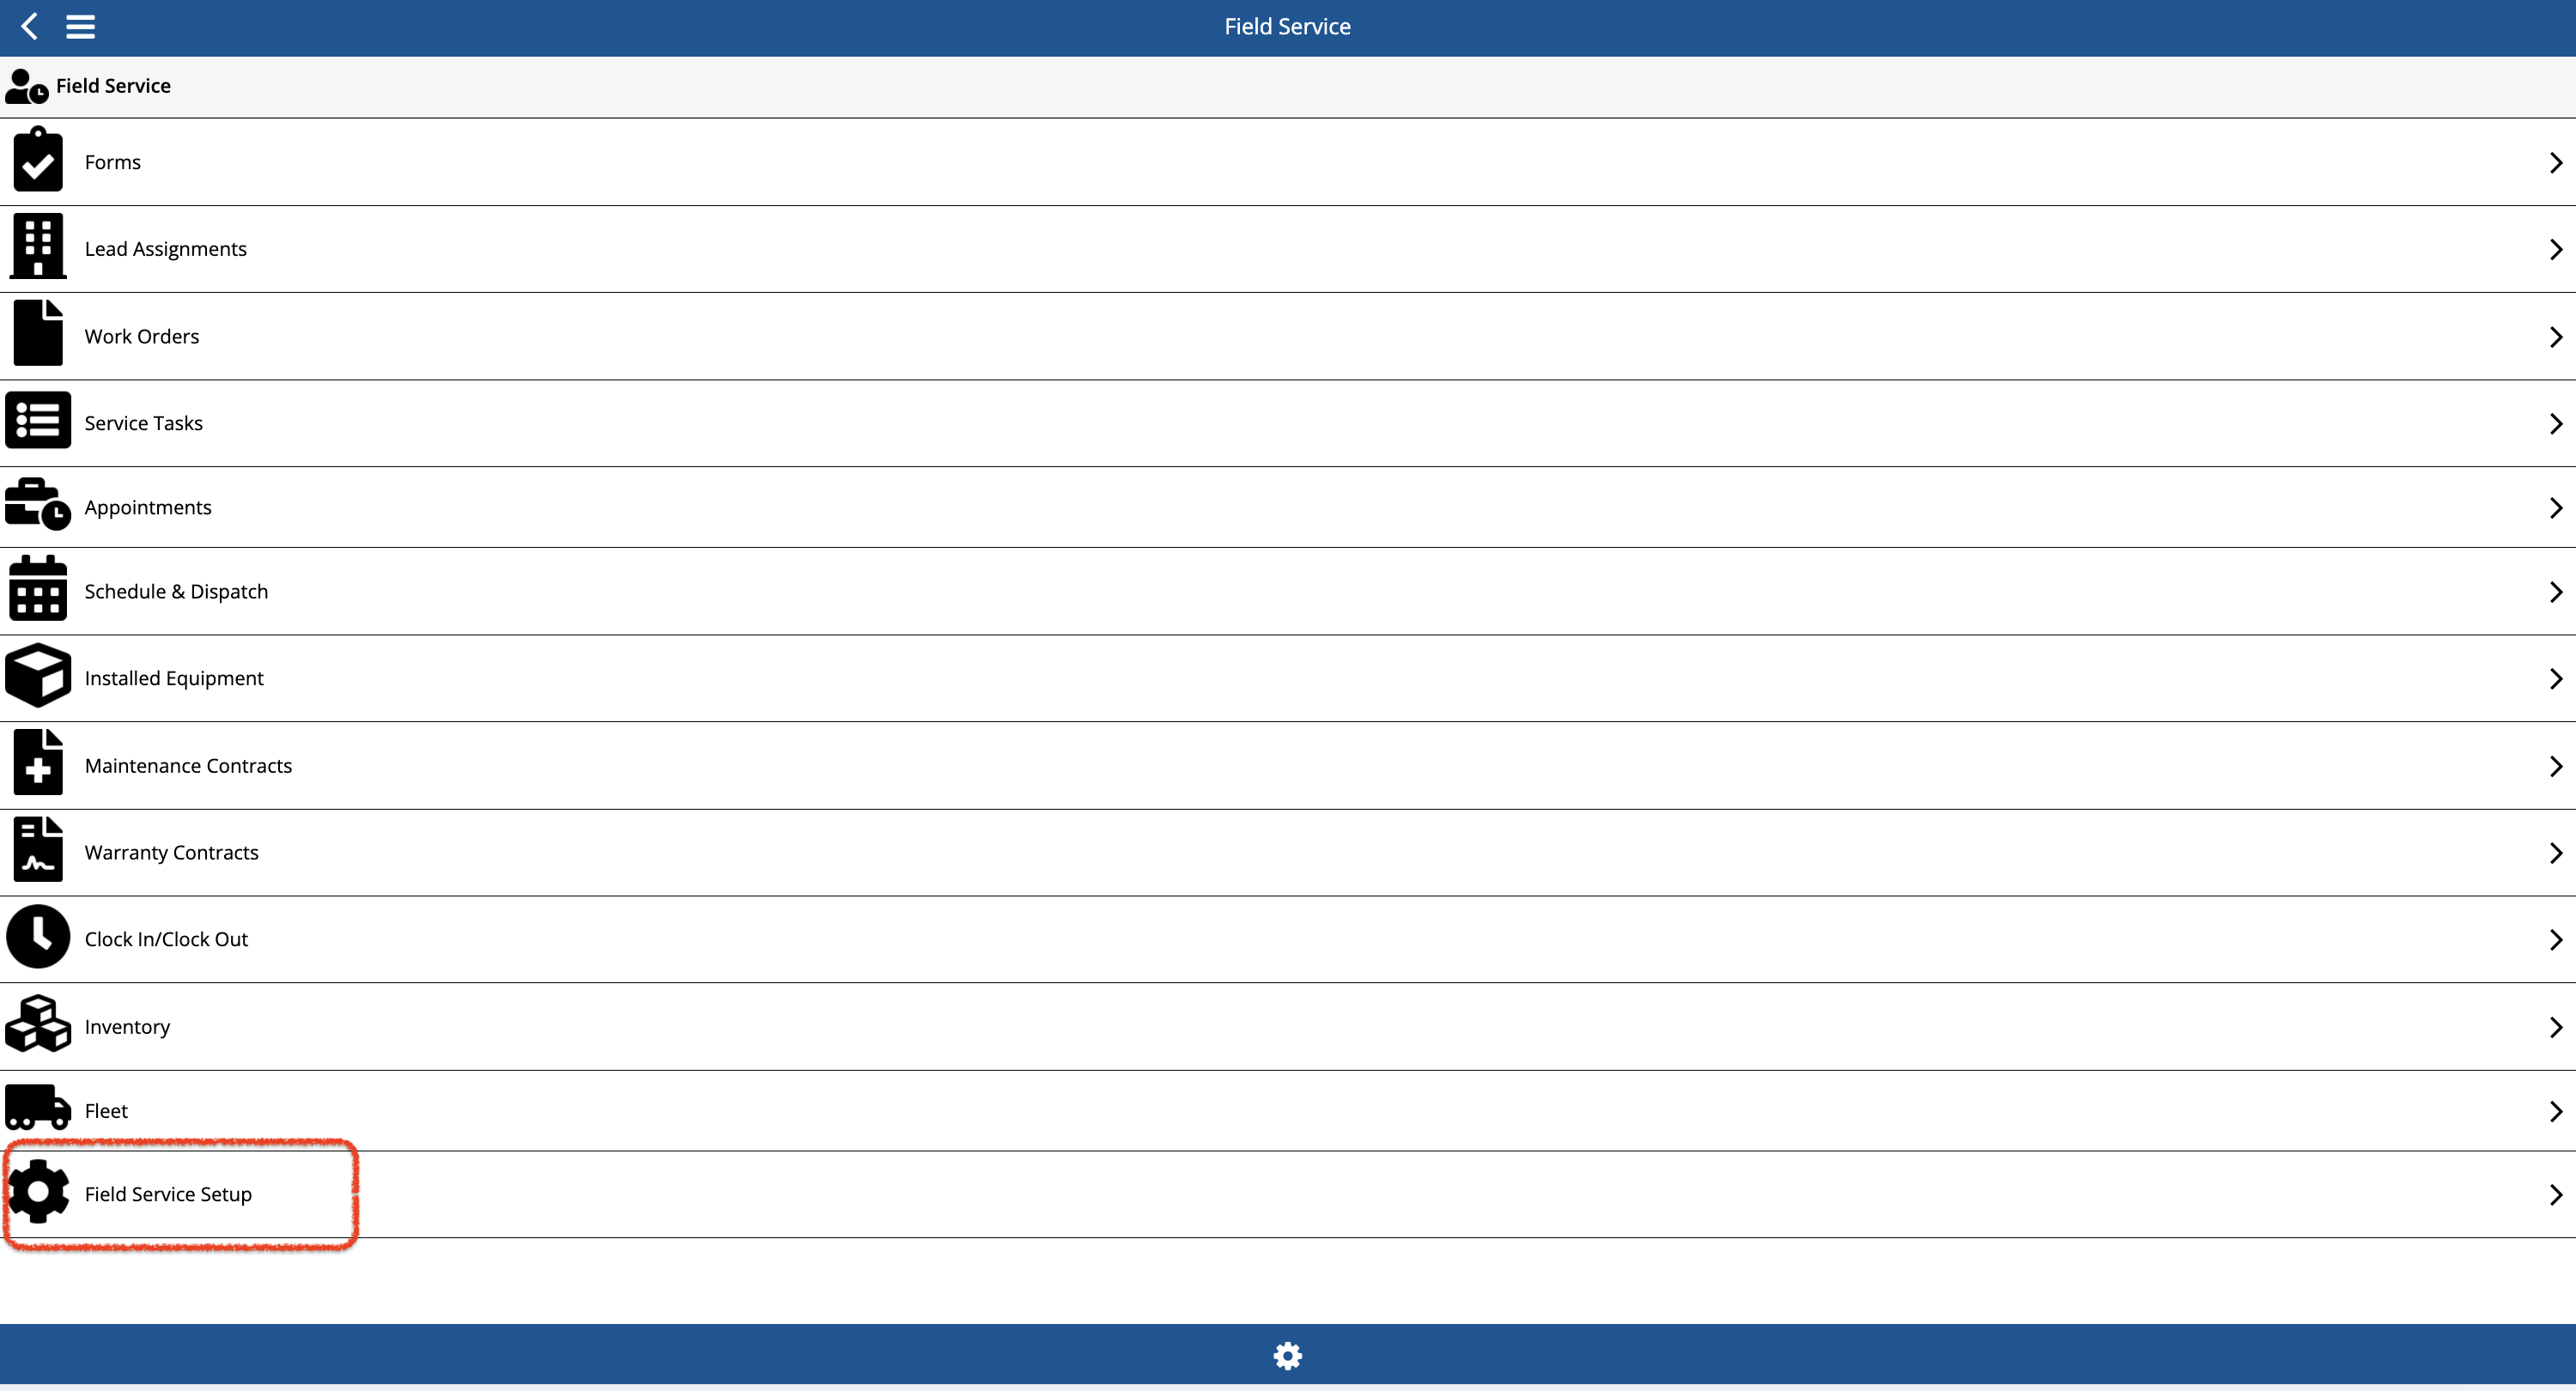 Field Service
Field Service
Forms
Lead Assignments
Work Orders
Service Tasks
Appointments
Schedule & Dispatch
Installed Equipment
Maintenance Contracts
Warranty Contracts
Clock In/Clock Out
Inventory
Fleet
Field Service Setup